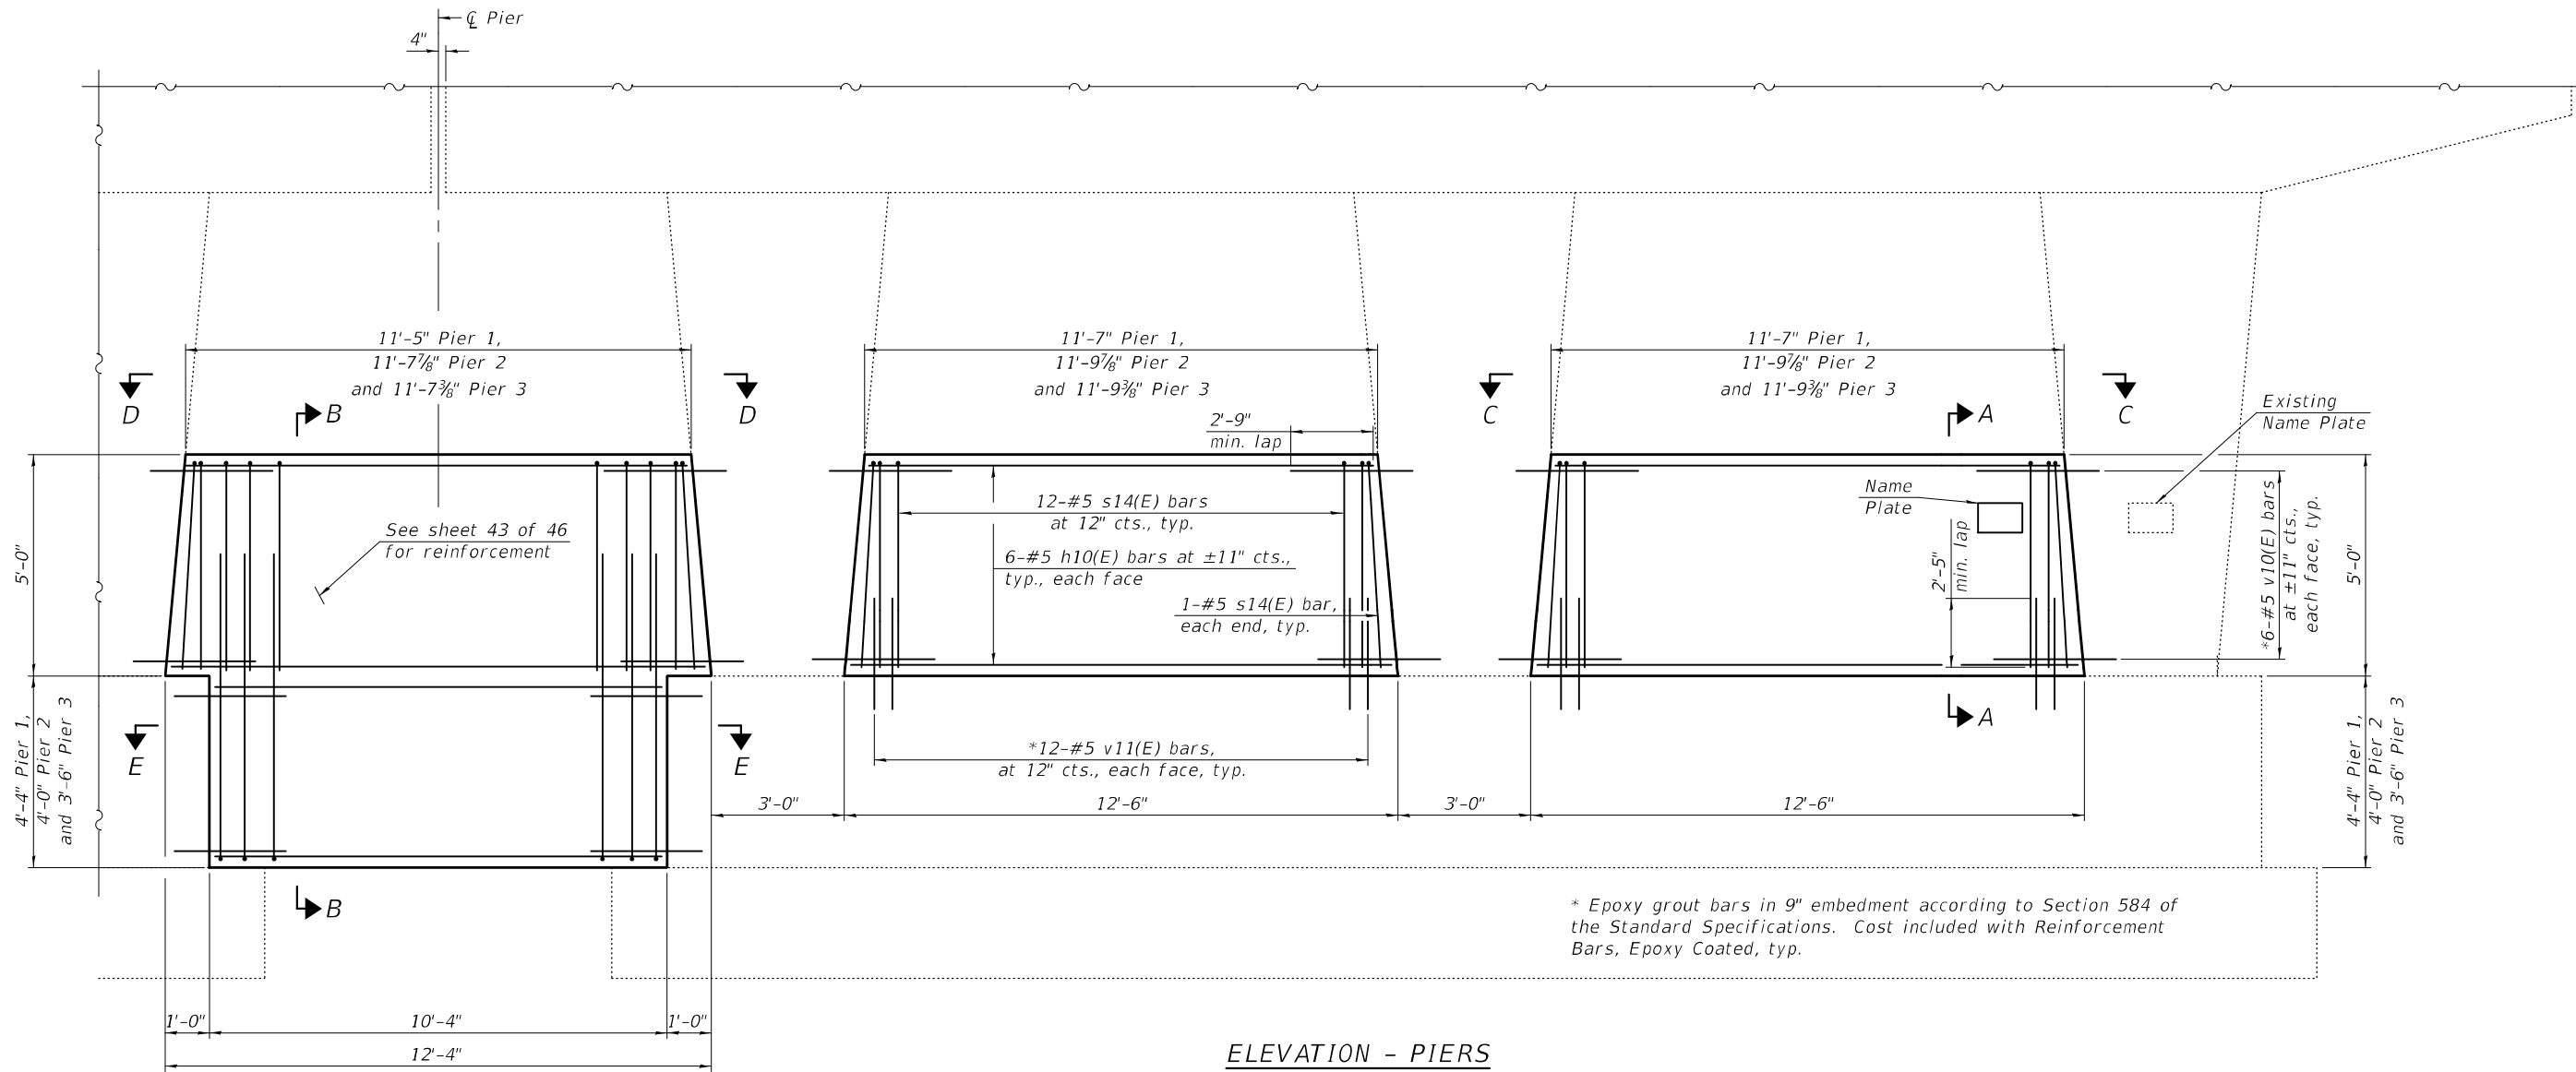 ℄ Pier
4"
11'-5" Pier 1,
11'-7⅞" Pier 2
and 11'-7⅜" Pier 3
11'-7" Pier 1,
11'-9⅞" Pier 2
and 11'-9⅜" Pier 3
11'-7" Pier 1,
11'-9⅞" Pier 2
and 11'-9⅜" Pier 3
D
B
D
C
A
C
Existing
Name Plate
2'-9"
min. lap
See sheet 43 of 46
for reinforcement
12-#5 s14(E) bars
at 12" cts., typ.
6-#5 h10(E) bars at ±11" cts.,
typ., each face
1-#5 s14(E) bar,
each end, typ.
Name
Plate
2'-5"
min. lap
*6-#5 v10(E) bars
at ±11" cts.,
each face, typ.
5'-0"
5'-0"
4'-4" Pier 1,
4'-0" Pier 2
and 3'-6" Pier 3
E
E
*12-#5 v11(E) bars,
at 12" cts., each face, typ.
A
4'-4" Pier 1,
4'-0" Pier 2
and 3'-6" Pier 3
3'-0"
12'-6"
3'-0"
12'-6"
B
* Epoxy grout bars in 9" embedment according to Section 584 of
the Standard Specifications. Cost included with Reinforcement
Bars, Epoxy Coated, typ.
1'-0"
10'-4"
1'-0"
12'-4"
ELEVATION - PIERS